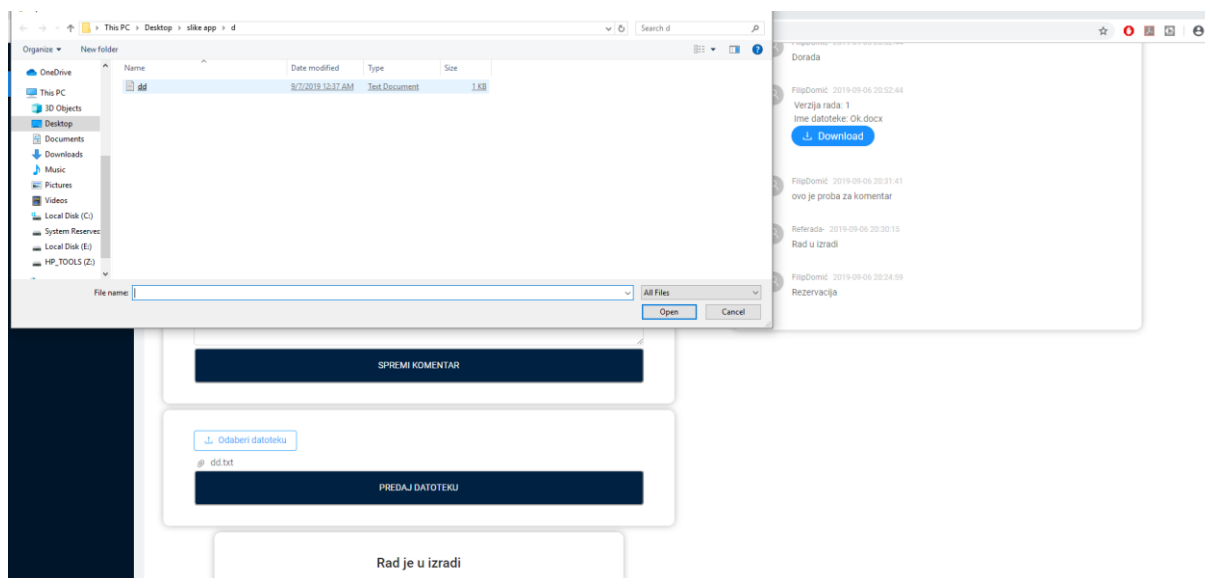 This PC > Desktop > slike app > d
Search d
Organize
New folder
Name
Date modified
Type
Size
OneDrive
This PC
3D Objects
Desktop
Documents
Downloads
Music
Pictures
Videos
Local Disk (C:)
System Reserved
Local Disk (E:)
HP_TOOLS (Z:)
dd
9/7/2019 12:37 AM
Text Document
1 KB
File name:
All Files
Open
Cancel
Dorada
FilipDomić 2019-09-06 20:52:44
Verzija rada: 1
Ime datoteke: Ok.docx
Download
FilipDomić 2019-09-06 20:31:41
ovo je proba za komentar
Referada- 2019-09-06 20:30:15
Rad u izradi
FilipDomić 2019-09-06 20:24:59
Rezervacija
SPREMI KOMENTAR
Odaberi datoteku
dd.txt
PREDAJ DATOTEKU
Rad je u izradi